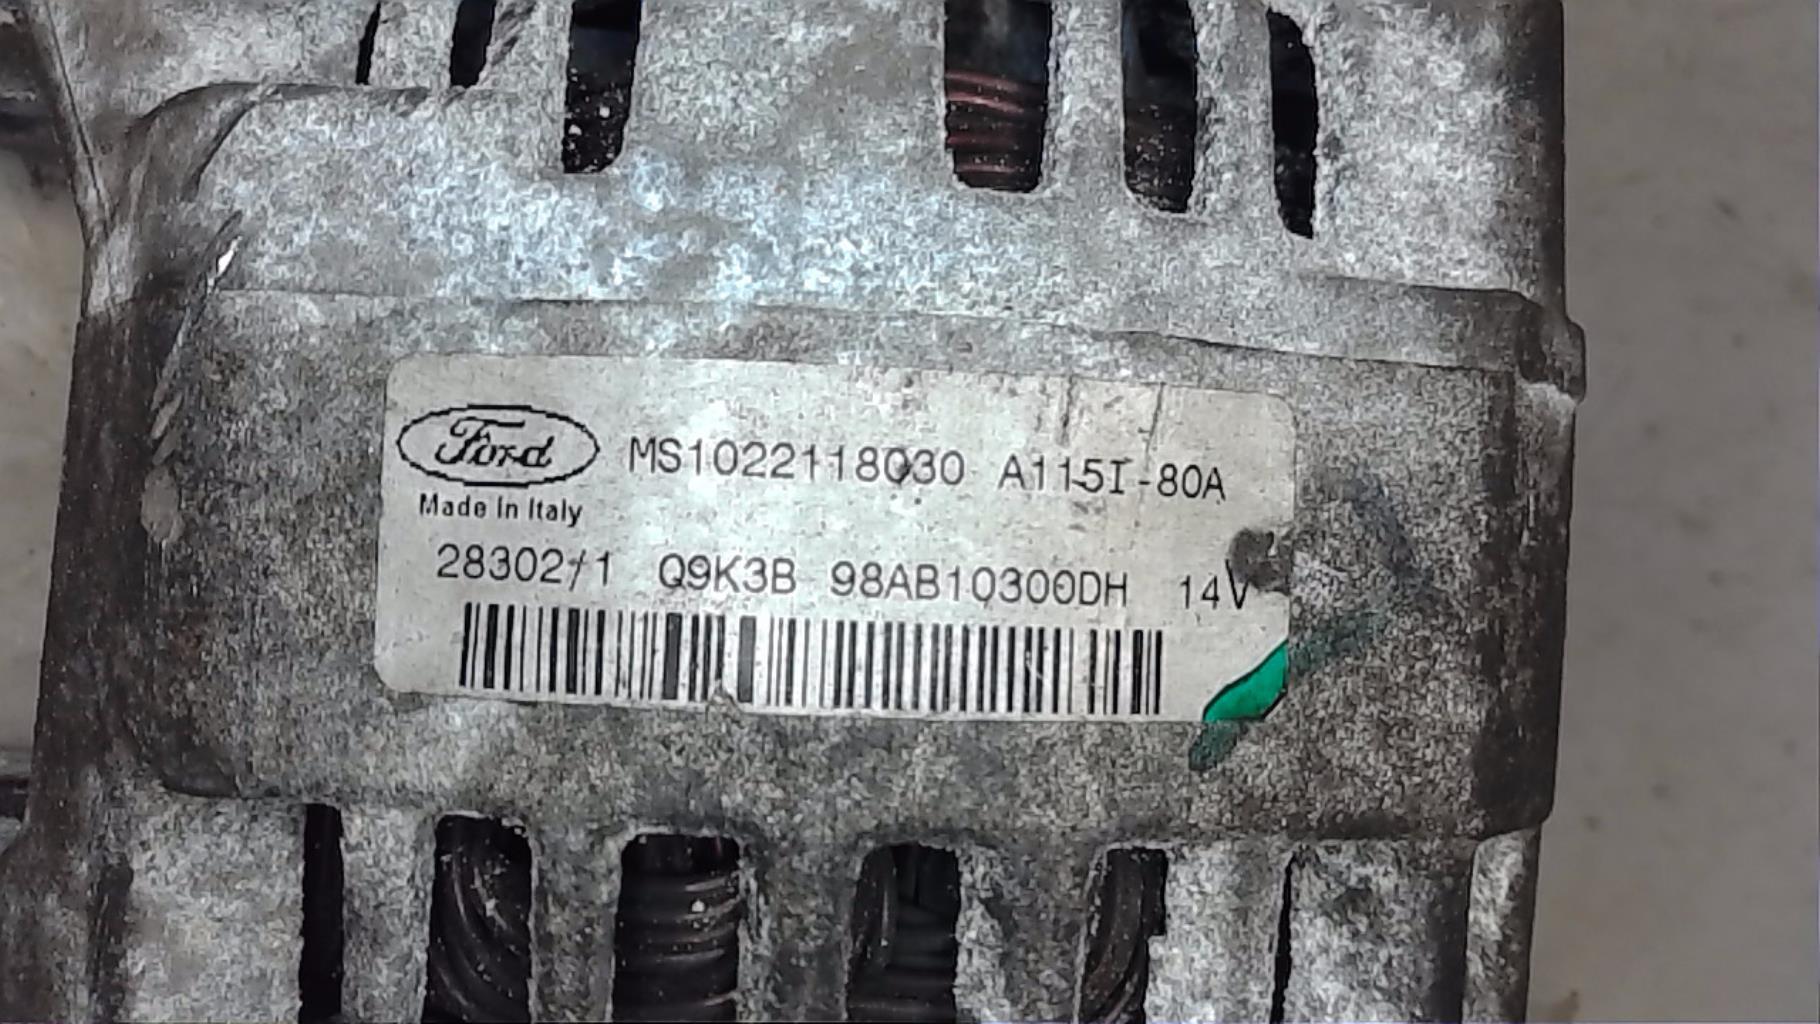 Ford MS1022118030 A115I-80A
Made in Italy
28302/1 Q9K3B 98AB10300DH 14V